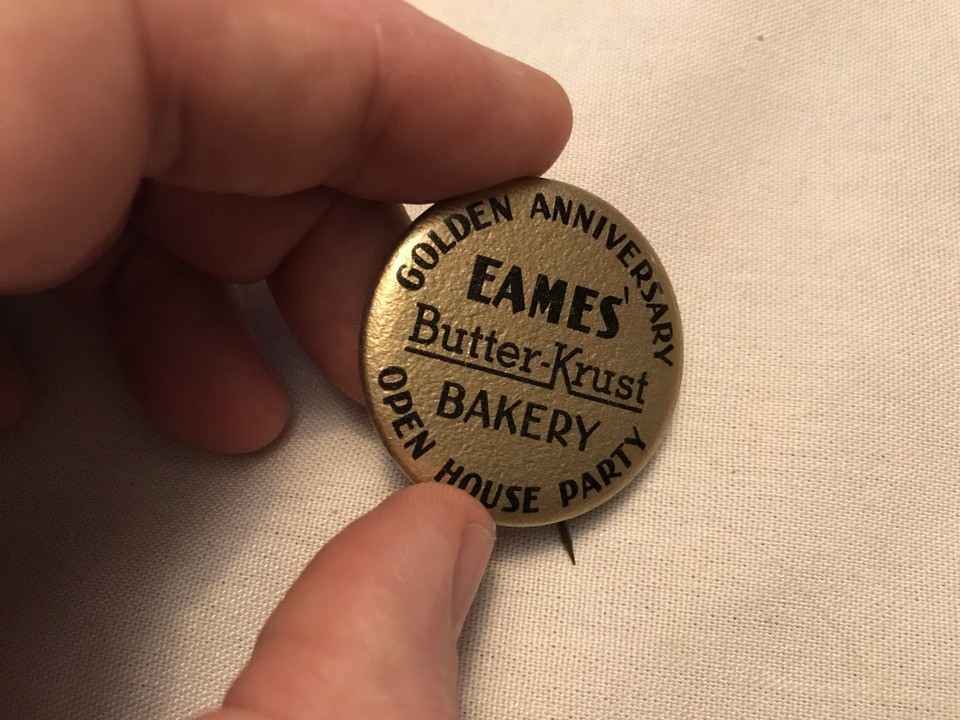 GOLDEN ANNIVERSARY
EAMES'
Butter-Krust
BAKERY
OPEN HOUSE PARTY